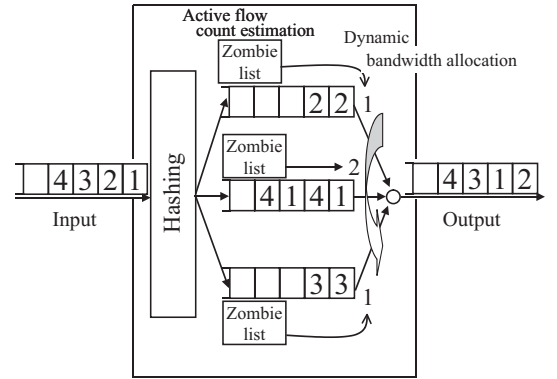 Active flow
count estimation
Zombie
list
Dynamic
bandwidth allocation
2 2
1
Hashing
4 3 2 1
Input
Zombie
list
2
4 1 4 1
4 3 1 2
Output
3 3
1
Zombie
list